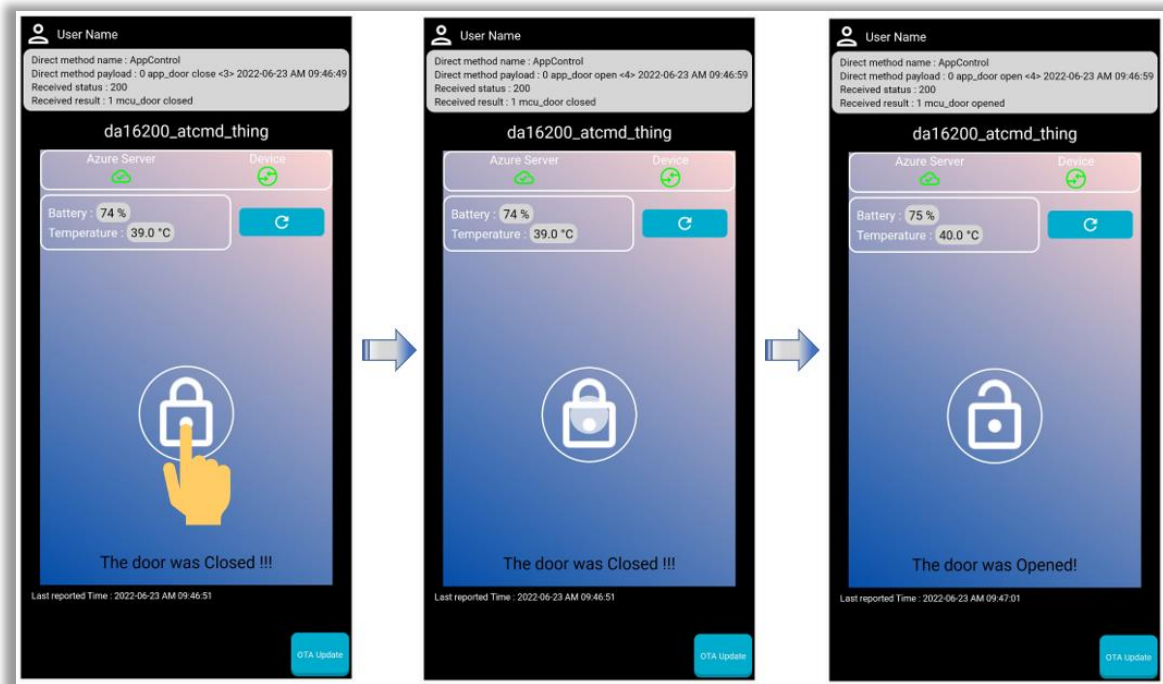 User Name
Direct method name : AppControl
Direct method payload : 0 app_door close <3> 2022-06-23 AM 09:46:49
Received status : 200
Received result : 1 mcu_door closed
da16200_atcmd_thing
Azure Server Device
Battery : 74 %
Temperature : 39.0 °C
The door was Closed !!!
Last reported Time : 2022-06-23 AM 09:46:51
OTA Update
User Name
Direct method name : AppControl
Direct method payload : 0 app_door open <4> 2022-06-23 AM 09:46:59
Received status : 200
Received result : 1 mcu_door closed
da16200_atcmd_thing
Azure Server Device
Battery : 74 %
Temperature : 39.0 °C
The door was Closed !!!
Last reported Time : 2022-06-23 AM 09:46:51
OTA Update
User Name
Direct method name : AppControl
Direct method payload : 0 app_door open <4> 2022-06-23 AM 09:46:59
Received status : 200
Received result : 1 mcu_door opened
da16200_atcmd_thing
Azure Server Device
Battery : 75 %
Temperature : 40.0 °C
The door was Opened!
Last reported Time : 2022-06-23 AM 09:47:01
OTA Update